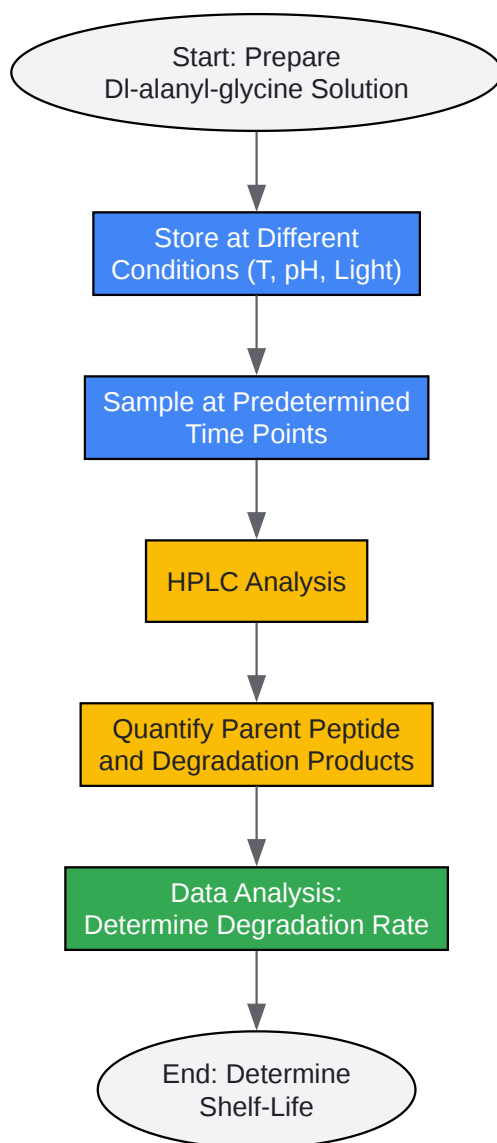 Start: Prepare
Dl-alanyl-glycine Solution
Store at Different
Conditions (T, pH, Light)
Sample at Predetermined
Time Points
HPLC Analysis
Quantify Parent Peptide
and Degradation Products
Data Analysis:
Determine Degradation Rate
End: Determine
Shelf-Life